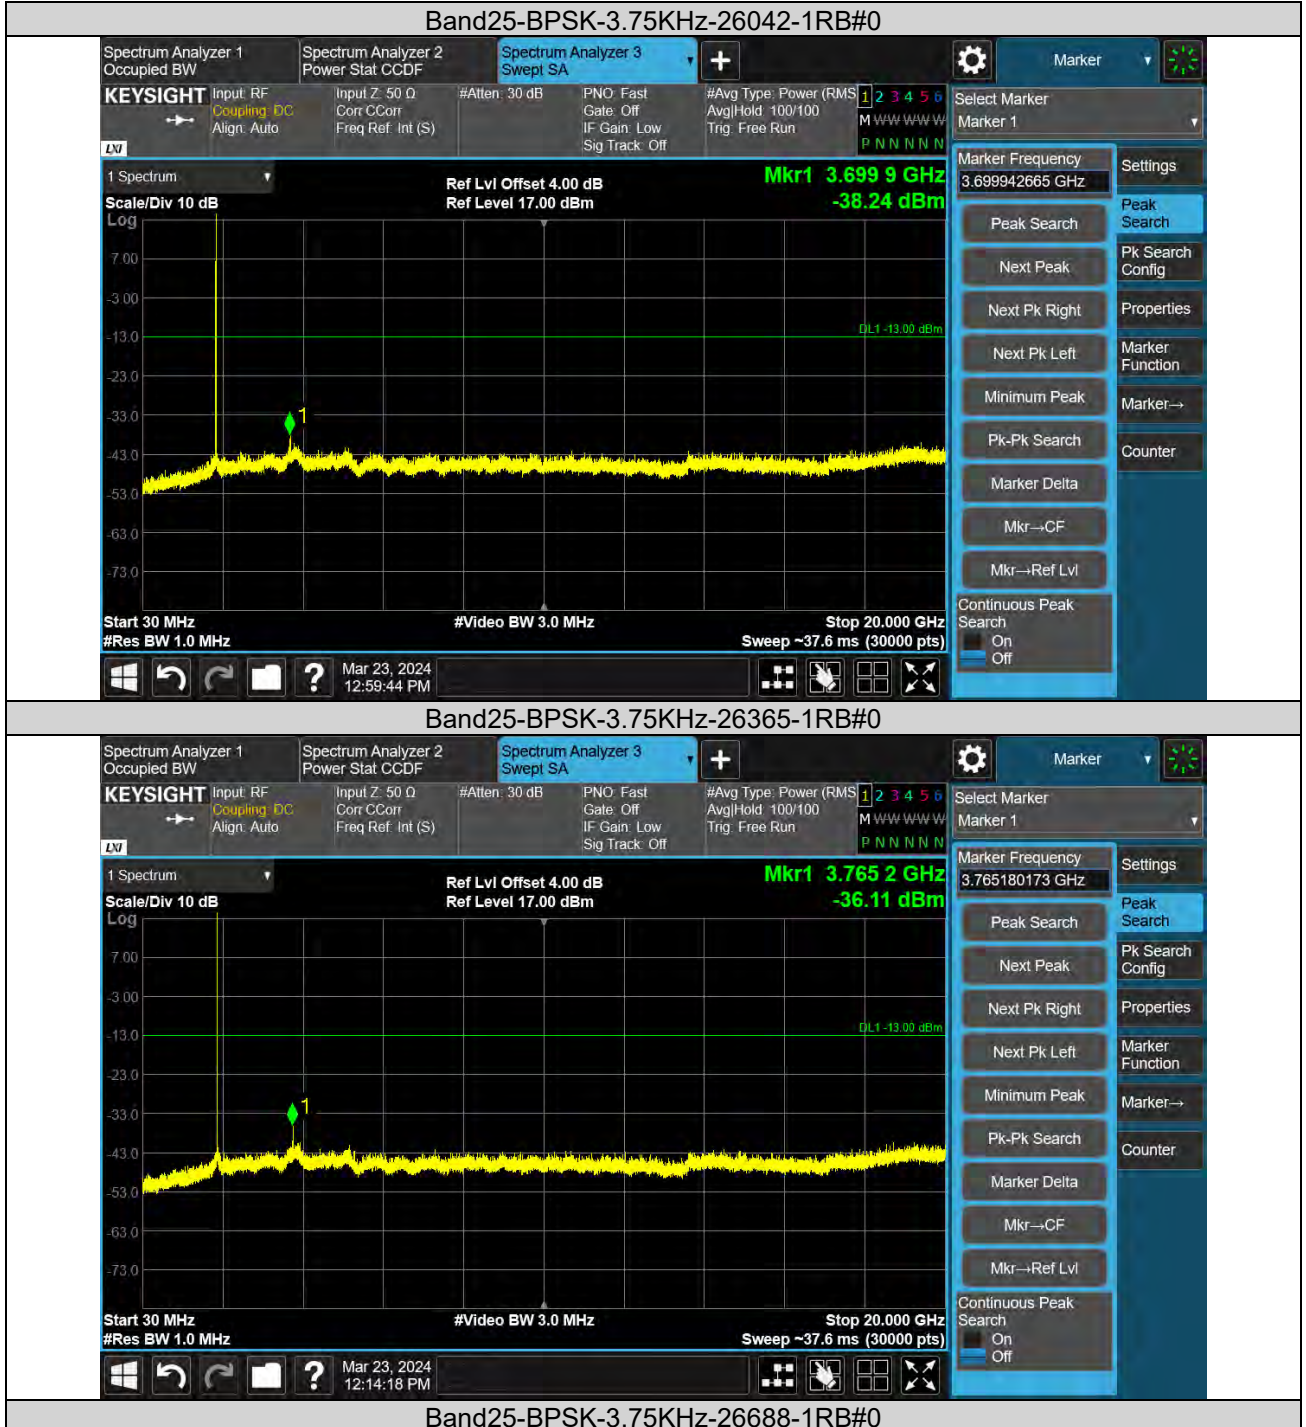 Band25-BPSK-3.75KHz-26042-1RB#0
Spectrum Analyzer 1
Occupied BW
Spectrum Analyzer 2
Power Stat CCDF
Spectrum Analyzer 3
Swept SA
Marker
KEYSIGHT
LXI
Input: RF
Coupling: DC
Align: Auto
Input Z: 50 Ω
Corr CCorr
Freq Ref: Int (S)
#Atten: 30 dB
PNO: Fast
Gate: Off
IF Gain: Low
Sig Track: Off
#Avg Type: Power (RMS
Avg|Hold: 100/100
Trig: Free Run
1 2 3 4 5 6
M W W W W W
P N N N N N
Select Marker
Marker 1
1 Spectrum
Scale/Div 10 dB
Log
Ref Lvl Offset 4.00 dB
Ref Level 17.00 dBm
Mkr1 3.699 9 GHz
-38.24 dBm
7.00
-3.00
-13.0
-23.0
-33.0
-43.0
-53.0
-63.0
-73.0
DL1 -13.00 dBm
1
Start 30 MHz
#Res BW 1.0 MHz
#Video BW 3.0 MHz
Stop 20.000 GHz
Sweep ~37.6 ms (30000 pts)
Marker Frequency
3.699942665 GHz
Peak Search
Next Peak
Next Pk Right
Next Pk Left
Minimum Peak
Pk-Pk Search
Marker Delta
Mkr→CF
Mkr→Ref Lvl
Continuous Peak
Search
On
Off
Settings
Peak
Search
Pk Search
Config
Properties
Marker
Function
Marker→
Counter
?
Mar 23, 2024
12:59:44 PM
Band25-BPSK-3.75KHz-26365-1RB#0
Spectrum Analyzer 1
Occupied BW
Spectrum Analyzer 2
Power Stat CCDF
Spectrum Analyzer 3
Swept SA
Marker
KEYSIGHT
LXI
Input: RF
Coupling: DC
Align: Auto
Input Z: 50 Ω
Corr CCorr
Freq Ref: Int (S)
#Atten: 30 dB
PNO: Fast
Gate: Off
IF Gain: Low
Sig Track: Off
#Avg Type: Power (RMS
Avg|Hold: 100/100
Trig: Free Run
1 2 3 4 5 6
M W W W W W
P N N N N N
Select Marker
Marker 1
1 Spectrum
Scale/Div 10 dB
Log
Ref Lvl Offset 4.00 dB
Ref Level 17.00 dBm
Mkr1 3.765 2 GHz
-36.11 dBm
7.00
-3.00
-13.0
-23.0
-33.0
-43.0
-53.0
-63.0
-73.0
DL1 -13.00 dBm
1
Start 30 MHz
#Res BW 1.0 MHz
#Video BW 3.0 MHz
Stop 20.000 GHz
Sweep ~37.6 ms (30000 pts)
Marker Frequency
3.765180173 GHz
Peak Search
Next Peak
Next Pk Right
Next Pk Left
Minimum Peak
Pk-Pk Search
Marker Delta
Mkr→CF
Mkr→Ref Lvl
Continuous Peak
Search
On
Off
Settings
Peak
Search
Pk Search
Config
Properties
Marker
Function
Marker→
Counter
?
Mar 23, 2024
12:14:18 PM
Band25-BPSK-3.75KHz-26688-1RB#0